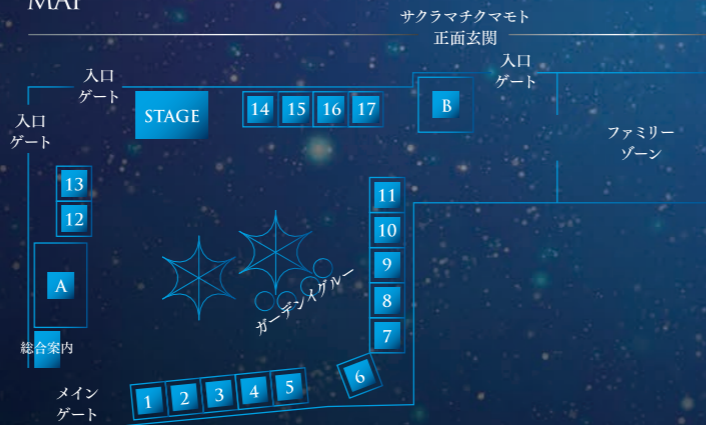 MAP
サクラマチクマモト
正面玄関
入口
ゲート
入口
ゲート
入口
ゲート
STAGE
14
15
16
17
B
ファミリー
ゾーン
13
12
11
10
9
8
7
A
ガーデンイグルー
総合案内
メイン
ゲート
1
2
3
4
5
6